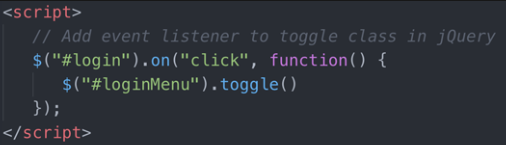 <script>
// Add event listener to toggle class in jQuery
$("#login").on("click", function() {
$("#loginMenu").toggle()
});
</script>